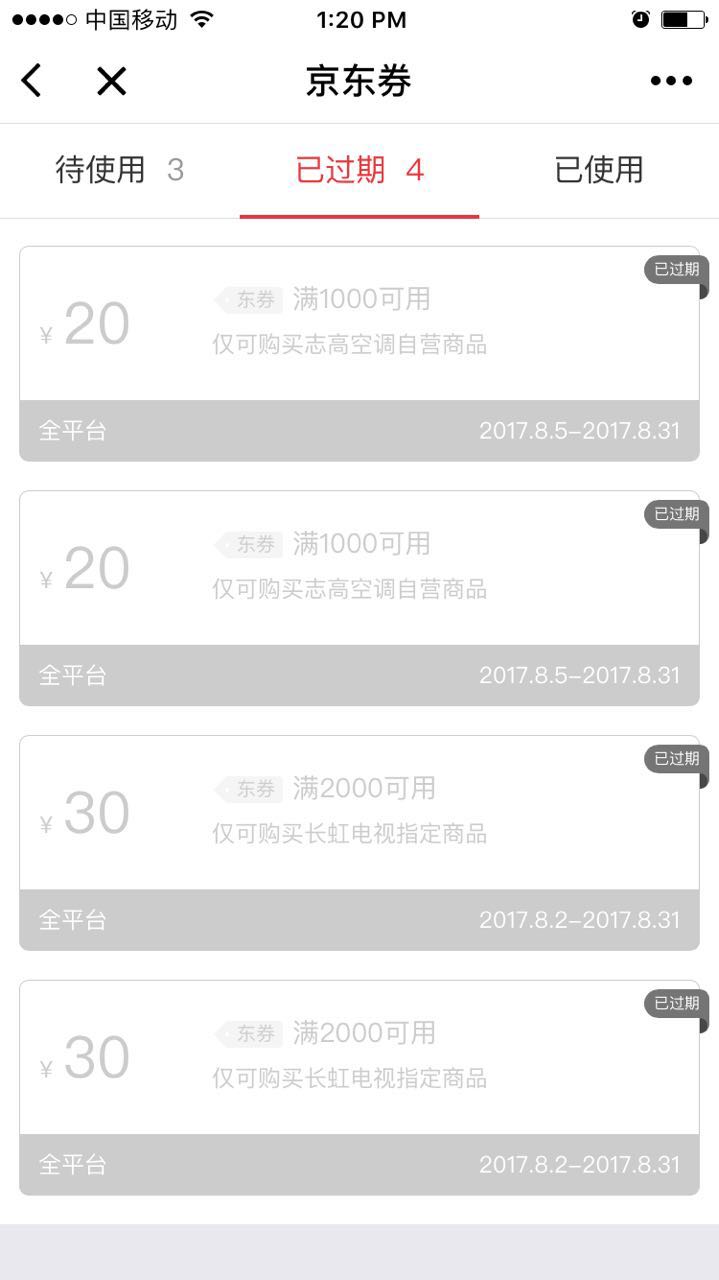 中国移动 1:20 PM
京东券
待使用 3 已过期 4 已使用
已过期
¥ 20 东券 满1000可用
仅可购买志高空调自营商品
全平台 2017.8.5-2017.8.31
已过期
¥ 20 东券 满1000可用
仅可购买志高空调自营商品
全平台 2017.8.5-2017.8.31
已过期
¥ 30 东券 满2000可用
仅可购买长虹电视指定商品
全平台 2017.8.2-2017.8.31
已过期
¥ 30 东券 满2000可用
仅可购买长虹电视指定商品
全平台 2017.8.2-2017.8.31